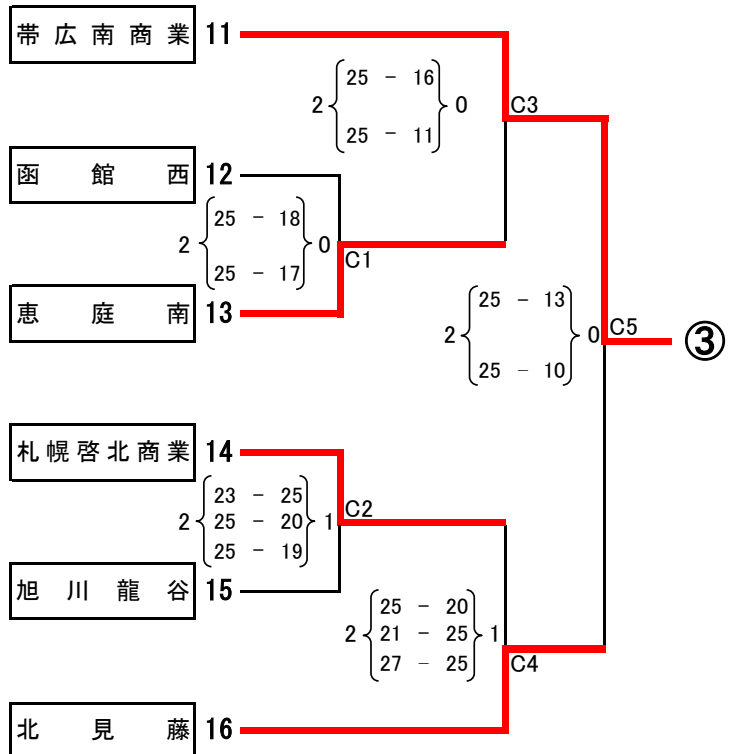 帯広南商業 11
25 - 16
2 0 C3
25 - 11
函館西 12
25 - 18
2 0
25 - 17
C1
恵庭南 13
25 - 13
2 0 C5 ③
25 - 10
札幌啓北商業 14
23 - 25
2 25 - 20 1 C2
25 - 19
旭川龍谷 15
25 - 20
2 21 - 25 1
27 - 25
C4
北見藤 16